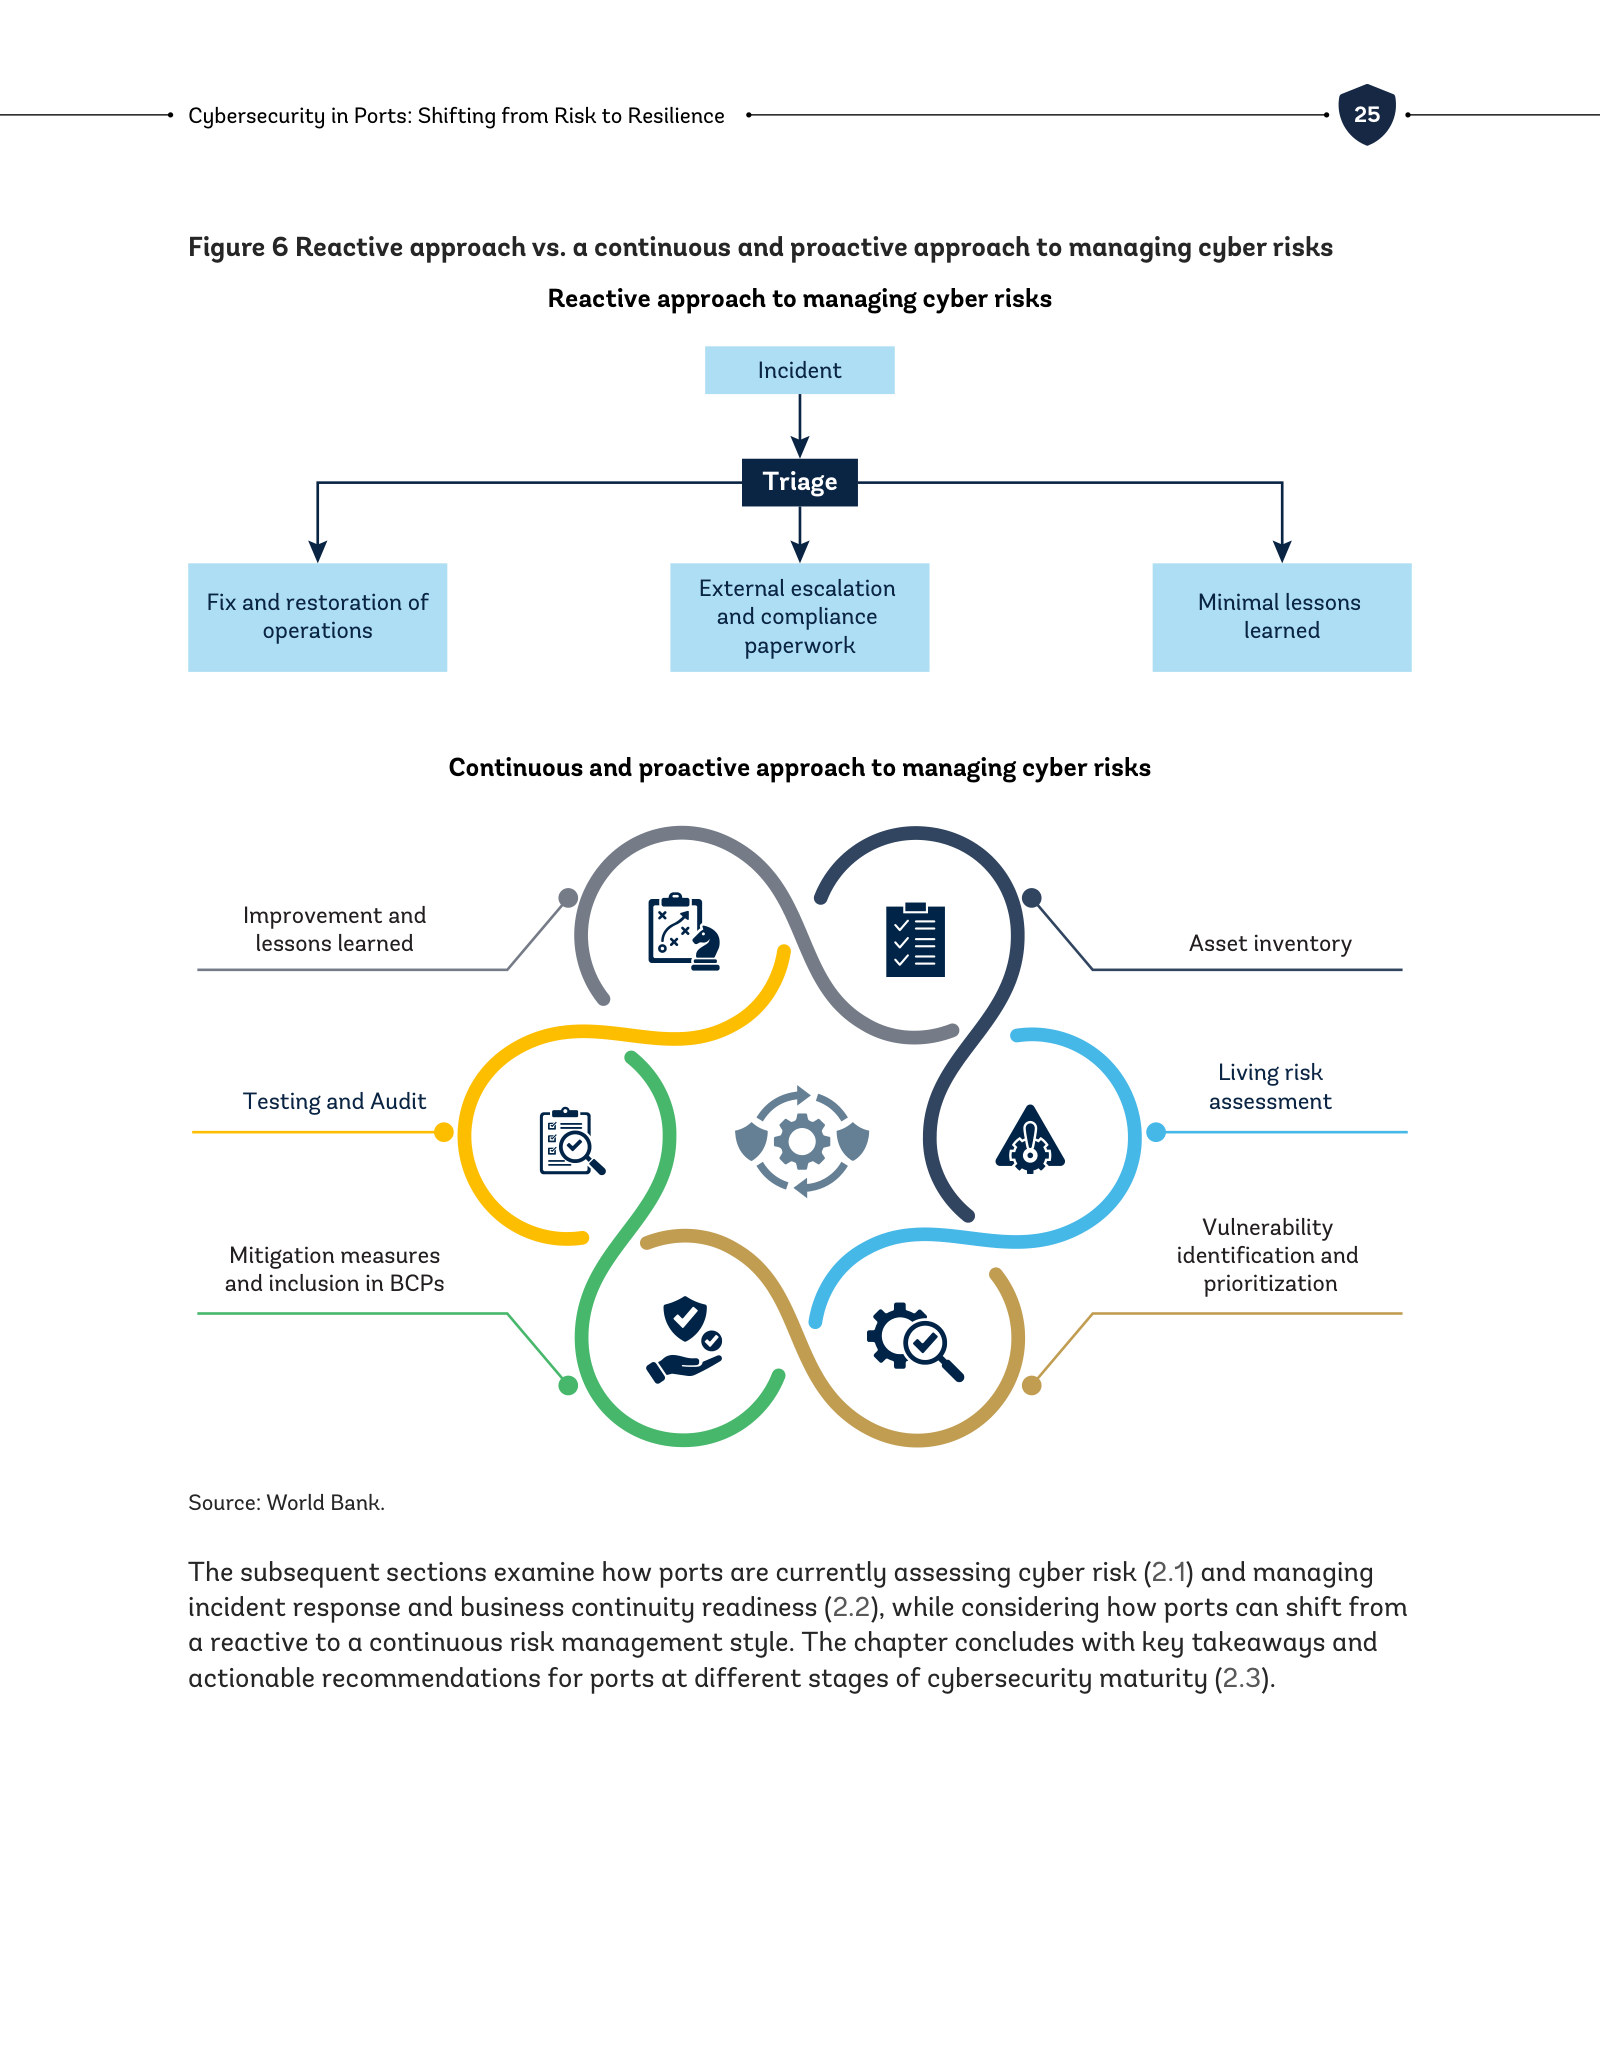 Cybersecurity in Ports: Shifting from Risk to Resilience
25
Figure 6 Reactive approach vs. a continuous and proactive approach to managing cyber risks
Reactive approach to managing cyber risks
Incident
Triage
Fix and restoration of
operations
External escalation
and compliance
paperwork
Minimal lessons
learned
Continuous and proactive approach to managing cyber risks
Improvement and
lessons learned
Asset inventory
Testing and Audit
Living risk
assessment
Mitigation measures
and inclusion in BCPs
Vulnerability
identification and
prioritization
Source: World Bank.
The subsequent sections examine how ports are currently assessing cyber risk (2.1) and managing
incident response and business continuity readiness (2.2), while considering how ports can shift from
a reactive to a continuous risk management style. The chapter concludes with key takeaways and
actionable recommendations for ports at different stages of cybersecurity maturity (2.3).